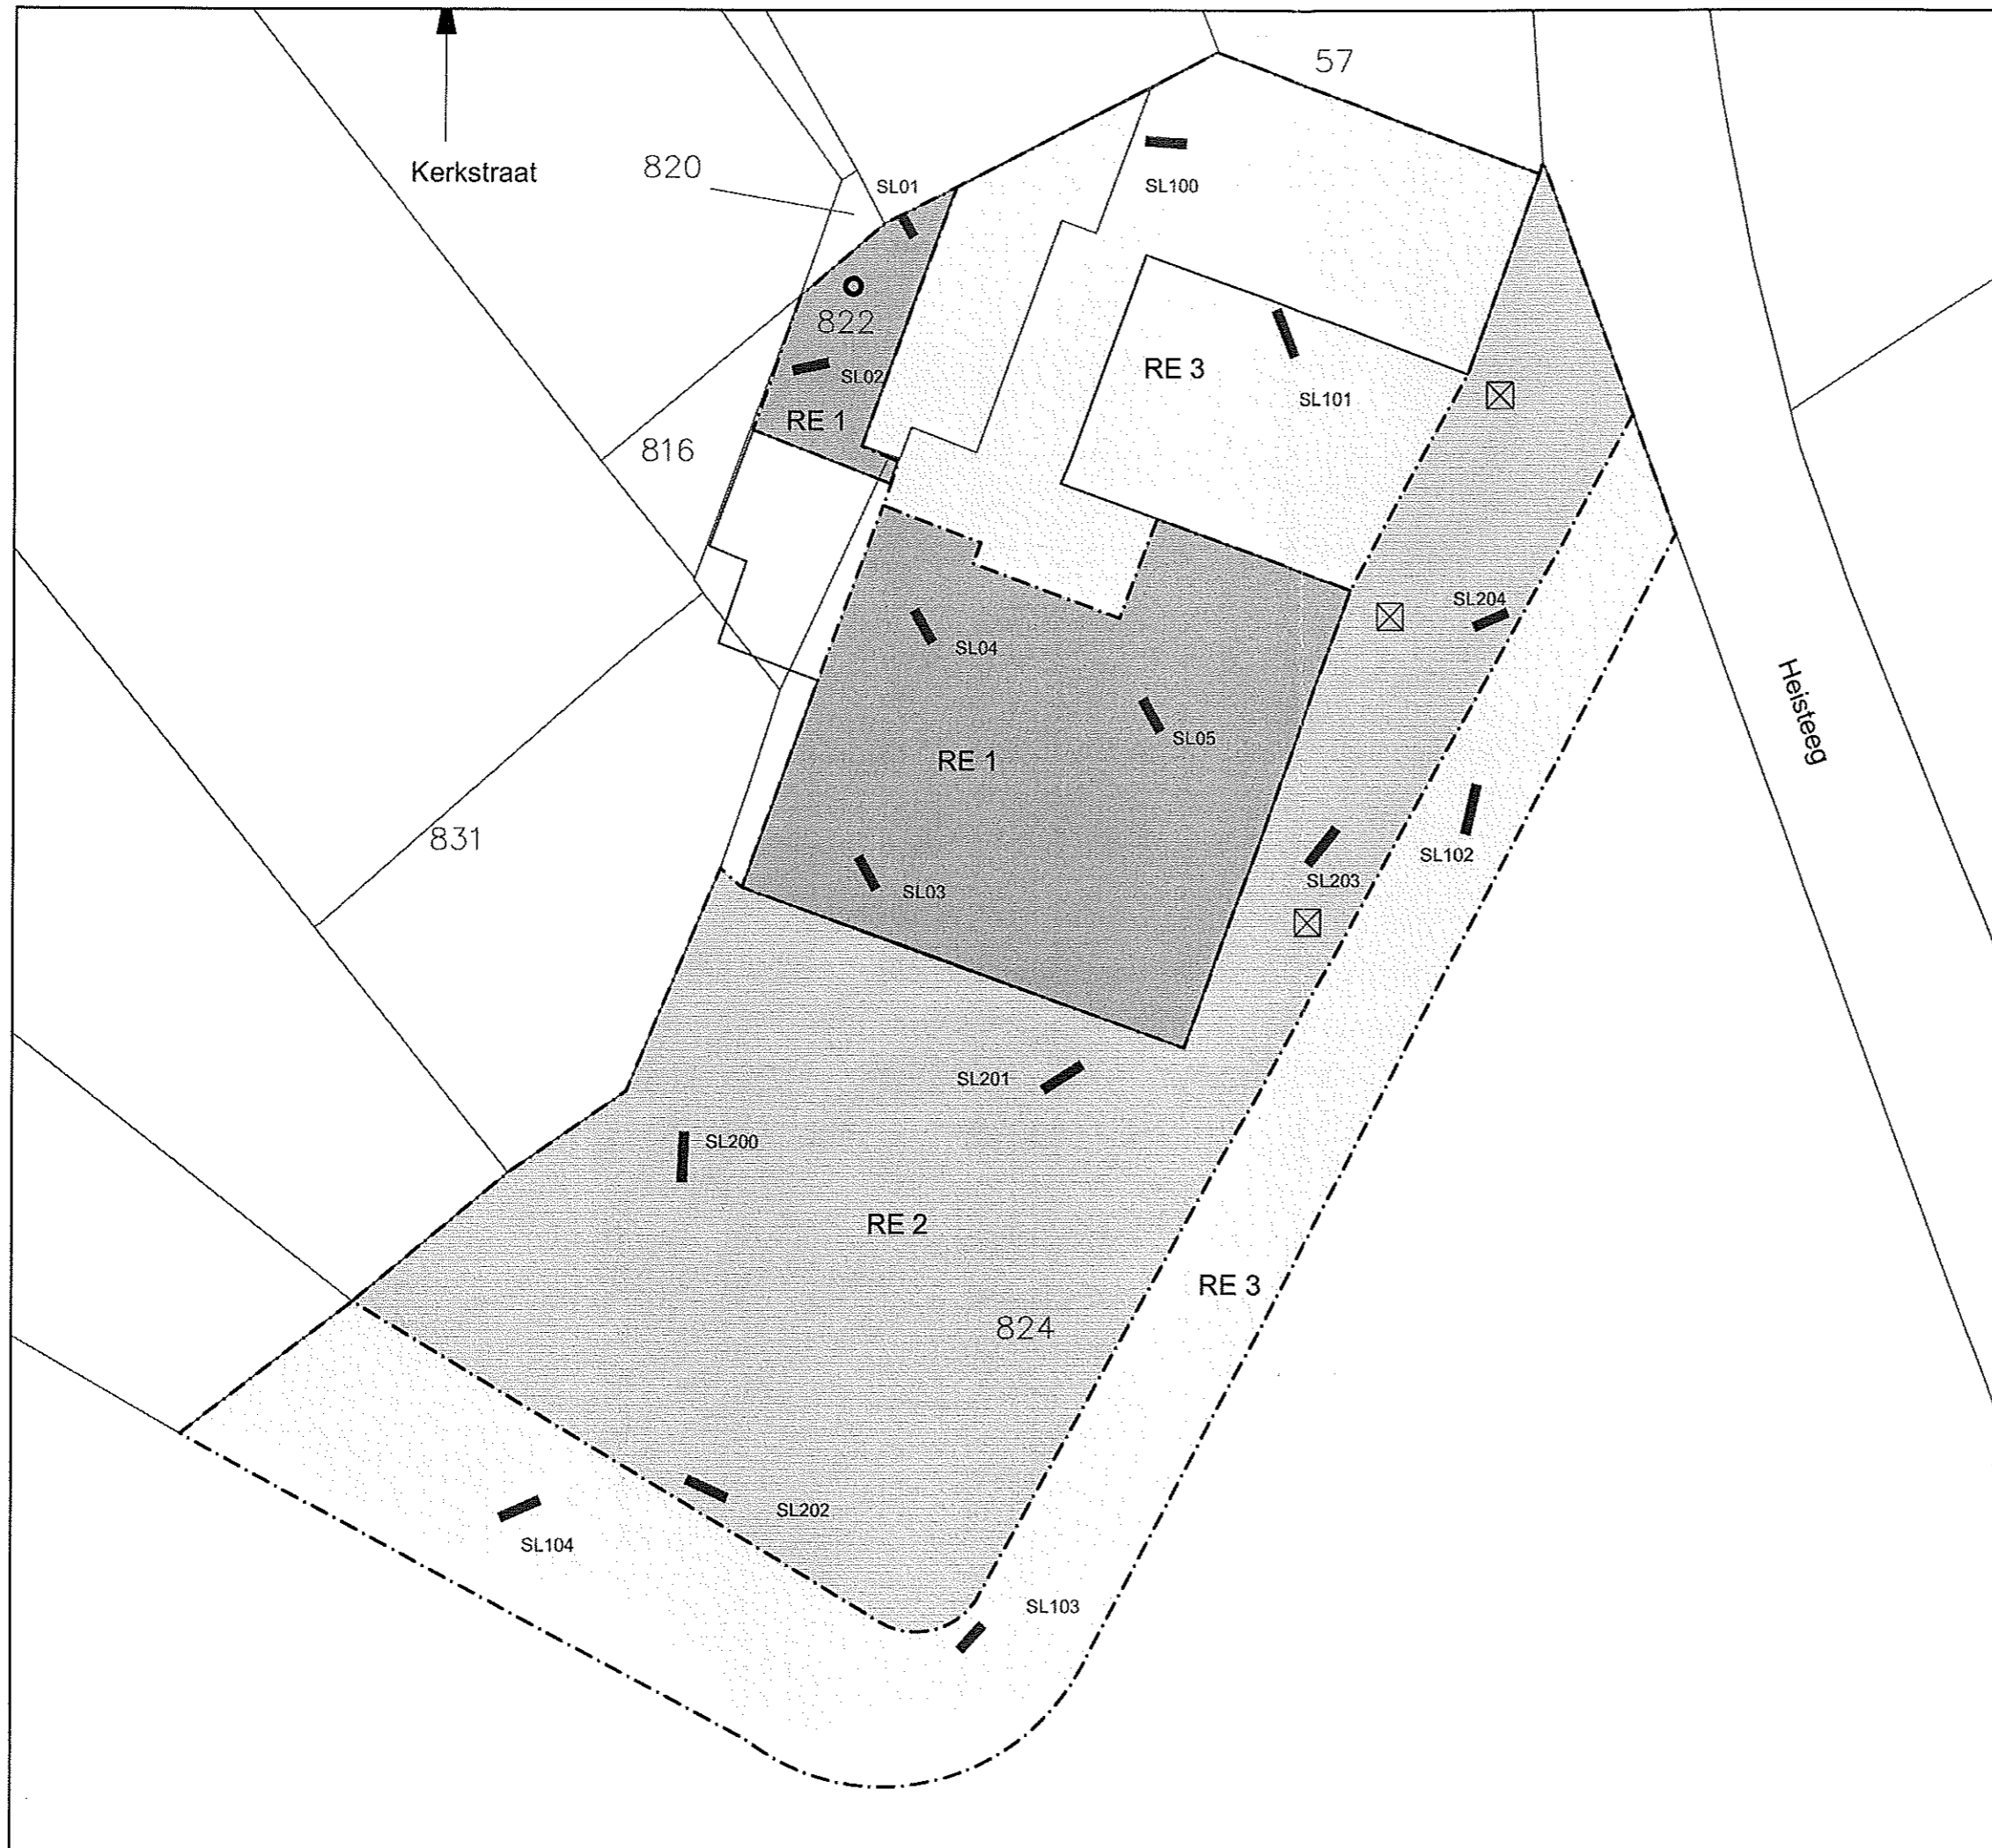 57
Kerkstraat
820
SL01
SL100
822
SL02
RE 3
SL101
RE 1
816
SL204
SL04
Heisteeg
SL05
RE 1
831
SL102
SL203
SL03
SL201
SL200
RE 2
RE 3
824
SL202
SL104
SL103